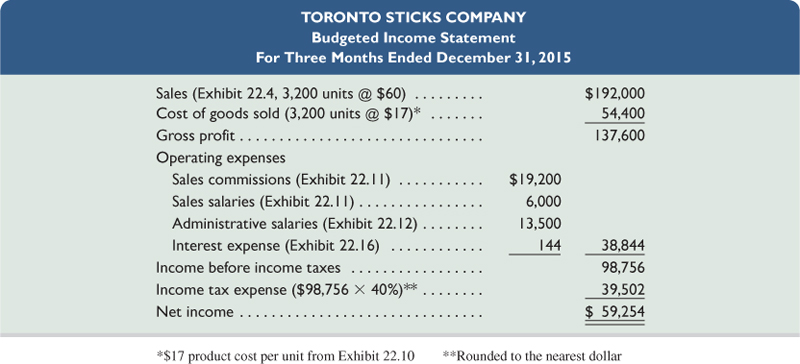 TORONTO STICKS COMPANY
Budgeted Income Statement
For Three Months Ended December 31, 2015
Sales (Exhibit 22.4, 3,200 units @ $60) ......... $192,000
Cost of goods sold (3,200 units @ $17)* ....... 54,400
Gross profit ............................... 137,600
Operating expenses
Sales commissions (Exhibit 22.11) ........... $19,200
Sales salaries (Exhibit 22.11) ................ 6,000
Administrative salaries (Exhibit 22.12) ........ 13,500
Interest expense (Exhibit 22.16) ............ 144 38,844
Income before income taxes ................. 98,756
Income tax expense ($98,756 × 40%)** ........ 39,502
Net income ............................... $ 59,254
*$17 product cost per unit from Exhibit 22.10 **Rounded to the nearest dollar